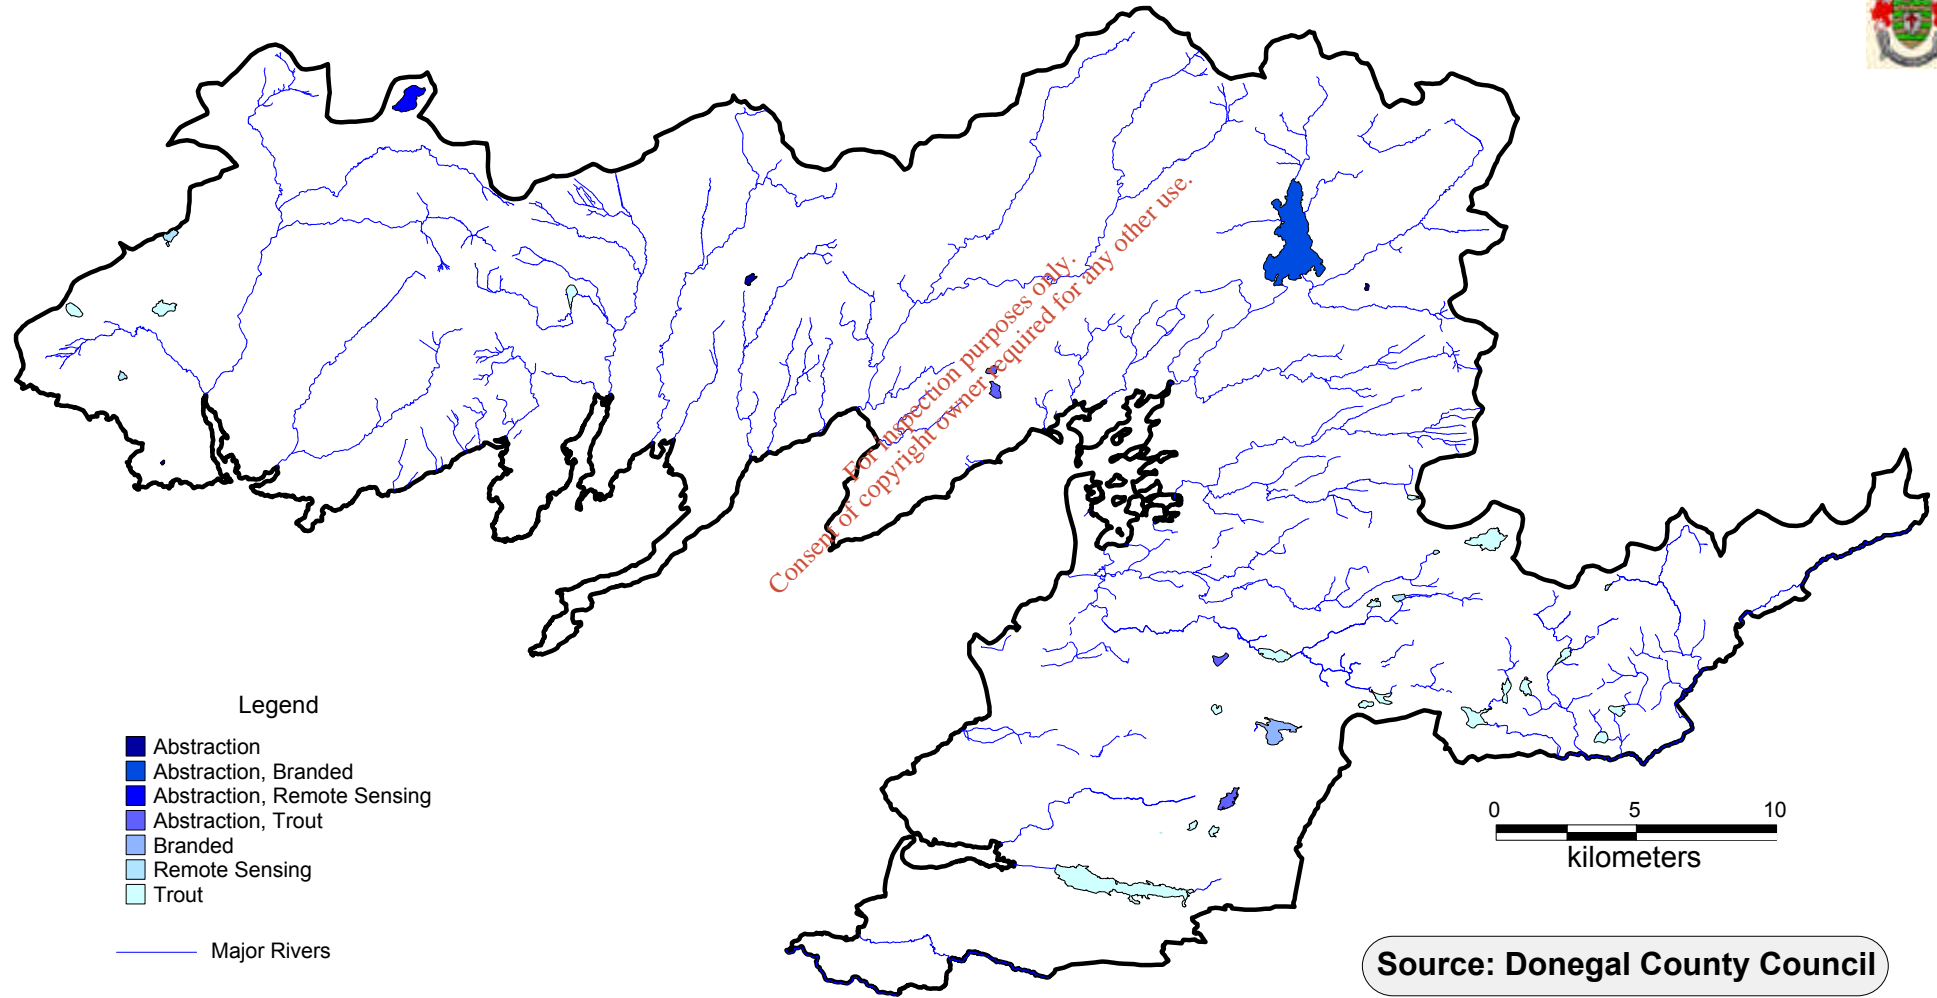 For inspection purposes only.
Consent of copyright owner required for any other use.
Legend
Abstraction
Abstraction, Branded
Abstraction, Remote Sensing
Abstraction, Trout
Branded
Remote Sensing
Trout
Major Rivers
0 5 10
kilometers
Source: Donegal County Council